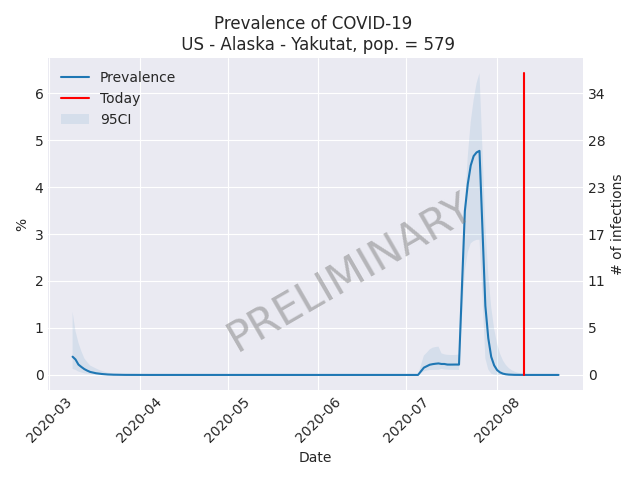 Prevalence of COVID-19
US - Alaska - Yakutat, pop. = 579
Prevalence
Today
95CI
6
5
4
3
2
1
0
%
34
28
23
17
11
5
0
# of infections
PRELIMINARY
2020-03
2020-04
2020-05
2020-06
2020-07
2020-08
Date